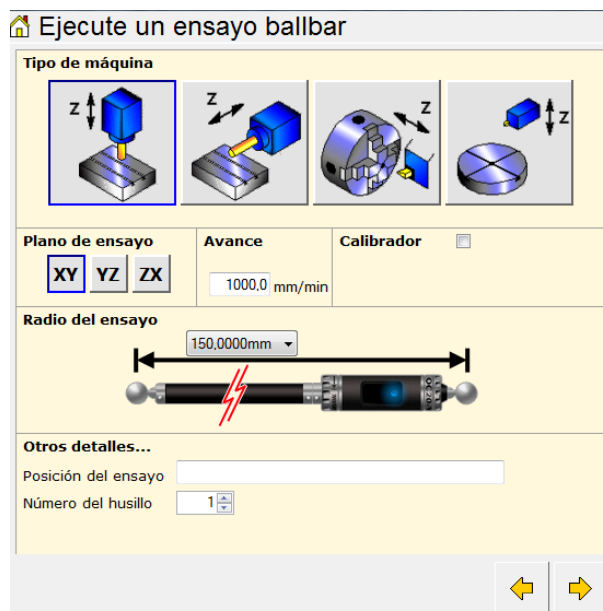 Ejecute un ensayo ballbar
Tipo de máquina
Z Z Z Z
Plano de ensayo Avance Calibrador
XY YZ ZX
1000,0 mm/min
Radio del ensayo
150,0000mm
Otros detalles...
Posición del ensayo
Número del husillo 1